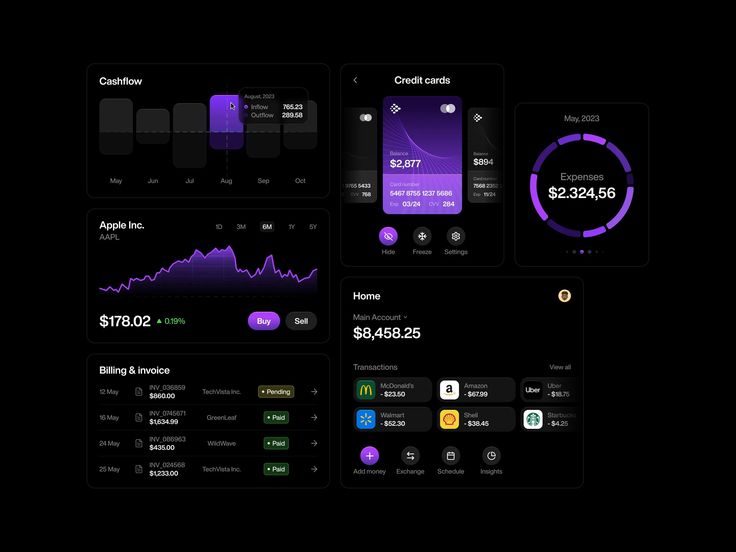 Cashflow
August, 2023
Inflow 765.23
Outflow 289.58
May Jun Jul Aug Sep Oct
Apple Inc.
AAPL
1D 3M 6M 1Y 5Y
$178.02 0.19%
Buy Sell
Billing & invoice
12 May INV_036859 $860.00 TechVista Inc. Pending
16 May INV_0745671 $1,634.99 GreenLeaf Paid
24 May INV_086963 $435.00 WildWave Paid
25 May INV_024568 $1,233.00 TechVista Inc. Paid
Credit cards
9755 5433
CVV 768
Balance
$2,877
Card number
5467 8755 1237 5686
Exp 03/24 CVV 284
Balance
$894
Card number
7568 2352
Exp 11/24
Hide Freeze Settings
May, 2023
Expenses
$2.324,56
Home
Main Account
$8,458.25
Transactions View all
McDonald's
- $23.50
Amazon
- $67.99
Uber
Uber
- $18.75
Walmart
- $52.30
Shell
- $38.45
Starbucks
- $4.25
Add money Exchange Schedule Insights